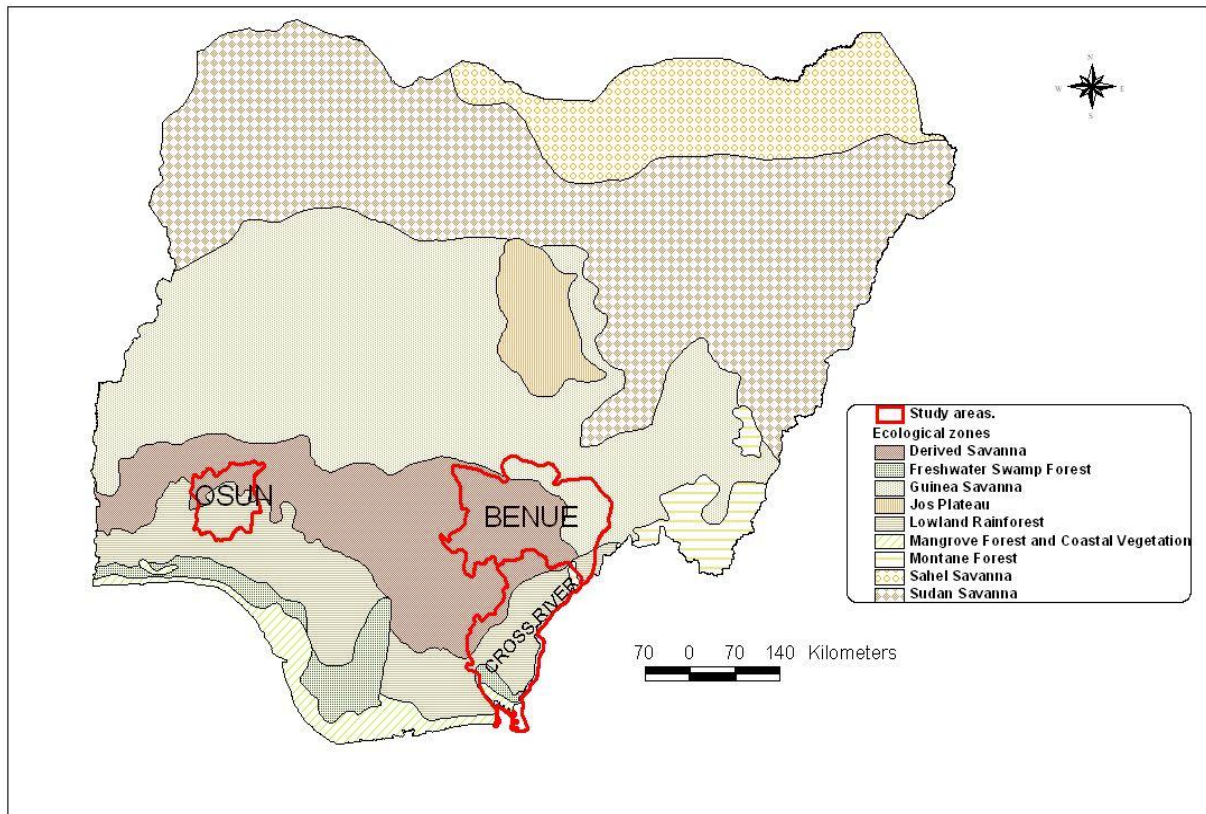 N
W E
S
Study areas.
Ecological zones
Derived Savanna
Freshwater Swamp Forest
Guinea Savanna
Jos Plateau
Lowland Rainforest
Mangrove Forest and Coastal Vegetation
Montane Forest
Sahel Savanna
Sudan Savanna
OSUN
BENUE
CROSS RIVER
70 0 70 140 Kilometers